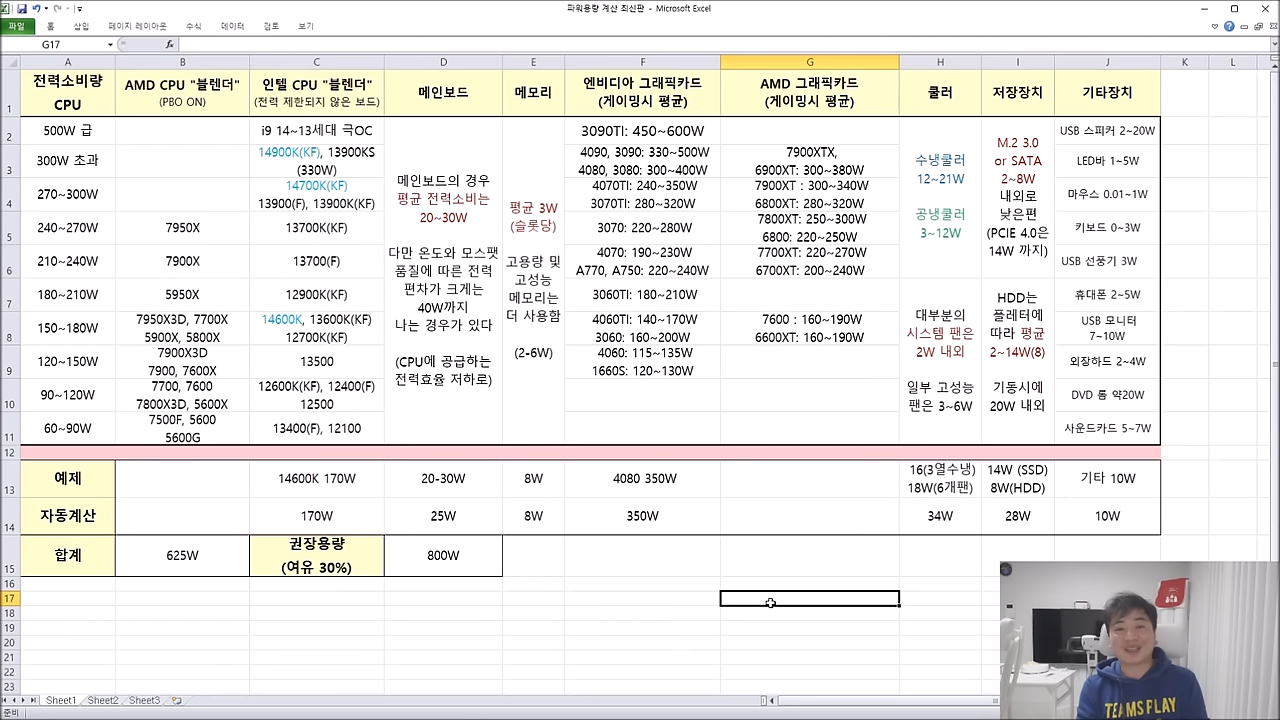 파워용량 계산 최신판 - Microsoft Excel
파일 홈 삽입 페이지 레이아웃 수식 데이터 검토 보기
G17 fx
A B C D E F G H I J K L
1 전력소비량
CPU
AMD CPU "블렌더"
(PBO ON)
인텔 CPU "블렌더"
(전력 제한되지 않은 보드)
메인보드
메모리
엔비디아 그래픽카드
(게이밍시 평균)
AMD 그래픽카드
(게이밍시 평균)
쿨러
저장장치
기타장치
2 500W 급
i9 14~13세대 극OC
3090TI: 450~600W
USB 스피커 2~20W
3 300W 초과
14900K(KF), 13900KS
(330W)
4090, 3090: 330~500W
4080, 3080: 300~400W
7900XTX,
6900XT: 300~380W
LED바 1~5W
4 270~300W
14700K(KF)
13900(F), 13900K(KF)
4070TI: 240~350W
3070TI: 280~320W
7900XT : 300~340W
6800XT: 280~320W
마우스 0.01~1W
5 240~270W
7950X
13700K(KF)
3070: 220~280W
7800XT: 250~300W
6800: 220~250W
키보드 0~3W
6 210~240W
7900X
13700(F)
4070: 190~230W
A770, A750: 220~240W
7700XT: 220~270W
6700XT: 200~240W
USB 선풍기 3W
7 180~210W
5950X
12900K(KF)
3060TI: 180~210W
휴대폰 2~5W
8 150~180W
7950X3D, 7700X
5900X, 5800X
14600K, 13600K(KF)
12700K(KF)
4060TI: 140~170W
3060: 160~200W
7600 : 160~190W
6600XT: 160~190W
USB 모니터
7~10W
9 120~150W
7900X3D
7900, 7600X
13500
4060: 115~135W
1660S: 120~130W
외장하드 2~4W
10 90~120W
7700, 7600
7800X3D, 5600X
12600K(KF), 12400(F)
12500
DVD 롬 약20W
11 60~90W
7500F, 5600
5600G
13400(F), 12100
사운드카드 5~7W
메인보드의 경우
평균 전력소비는
20~30W
다만 온도와 모스팻
품질에 따른 전력
편차가 크게는
40W까지
나는 경우가 있다
(CPU에 공급하는
전력효율 저하로)
평균 3W
(슬롯당)
고용량 및
고성능
메모리는
더 사용함
(2-6W)
수냉쿨러
12~21W
공냉쿨러
3~12W
대부분의
시스템 팬은
2W 내외
일부 고성능
팬은 3~6W
M.2 3.0
or SATA
2~8W
내외로
낮은편
(PCIE 4.0은
14W 까지)
HDD는
플레터에
따라 평균
2~14W(8)
기동시에
20W 내외
12
13 예제
14600K 170W
20-30W
8W
4080 350W
16(3열수냉)
18W(6개팬)
14W (SSD)
8W(HDD)
기타 10W
14 자동계산
170W
25W
8W
350W
34W
28W
10W
15 합계
625W
권장용량
(여유 30%)
800W
16
17
18
19
20
21
22
23
Sheet1 Sheet2 Sheet3
준비
TEAMS PLAY